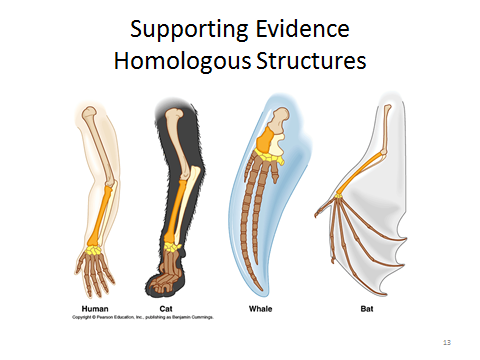 Supporting Evidence
Homologous Structures
Human Cat Whale Bat
Copyright © Pearson Education, Inc., publishing as Benjamin Cummings.
13